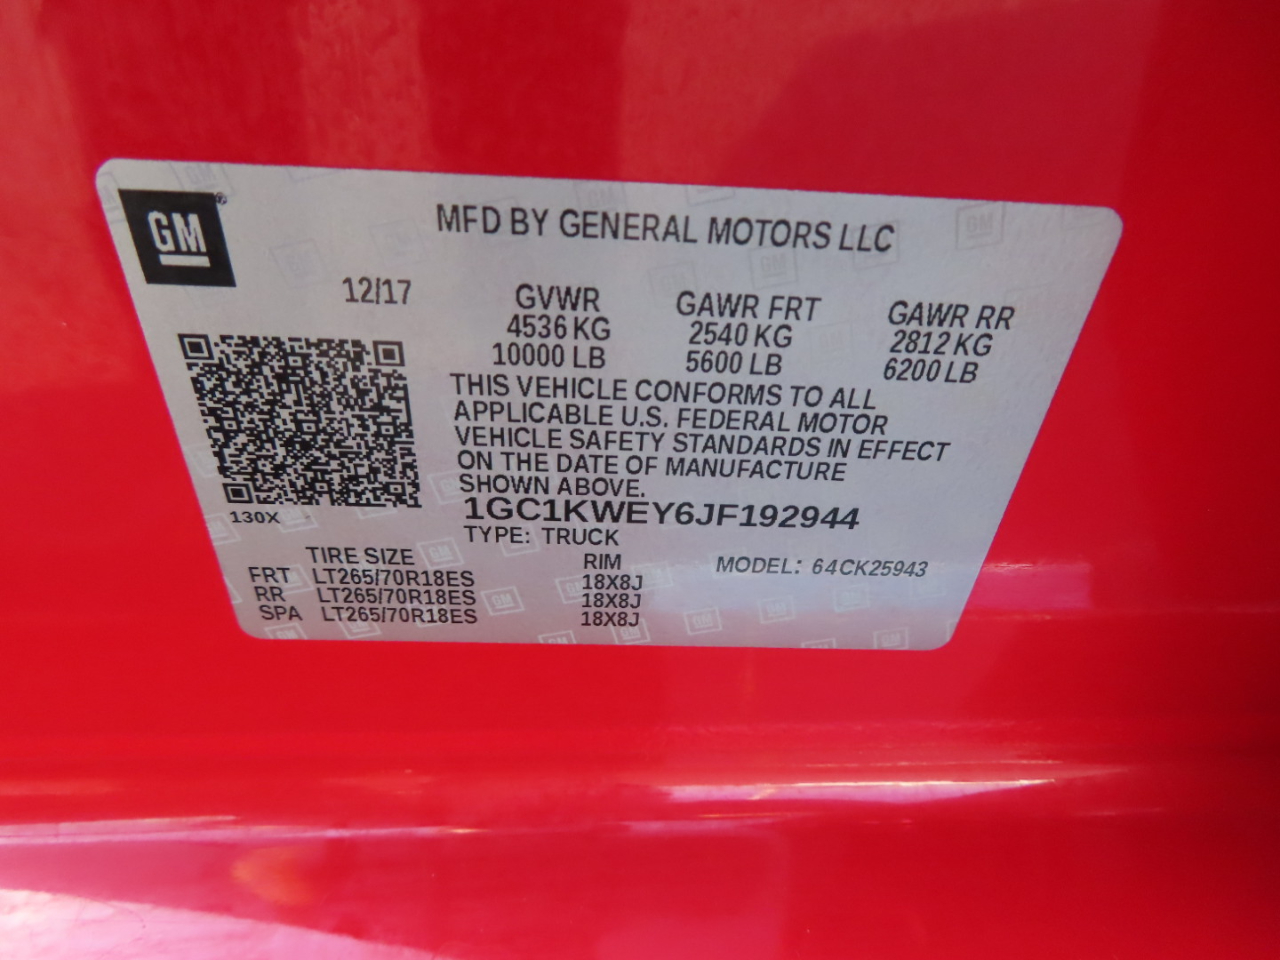 GM
MFD BY GENERAL MOTORS LLC
12/17
GVWR GAWR FRT GAWR RR
4536 KG 2540 KG 2812 KG
10000 LB 5600 LB 6200 LB
THIS VEHICLE CONFORMS TO ALL
APPLICABLE U.S. FEDERAL MOTOR
VEHICLE SAFETY STANDARDS IN EFFECT
ON THE DATE OF MANUFACTURE
SHOWN ABOVE.
130X
1GC1KWEY6JF192944
TYPE: TRUCK
TIRE SIZE RIM MODEL: 64CK25943
FRT LT265/70R18ES 18X8J
RR LT265/70R18ES 18X8J
SPA LT265/70R18ES 18X8J